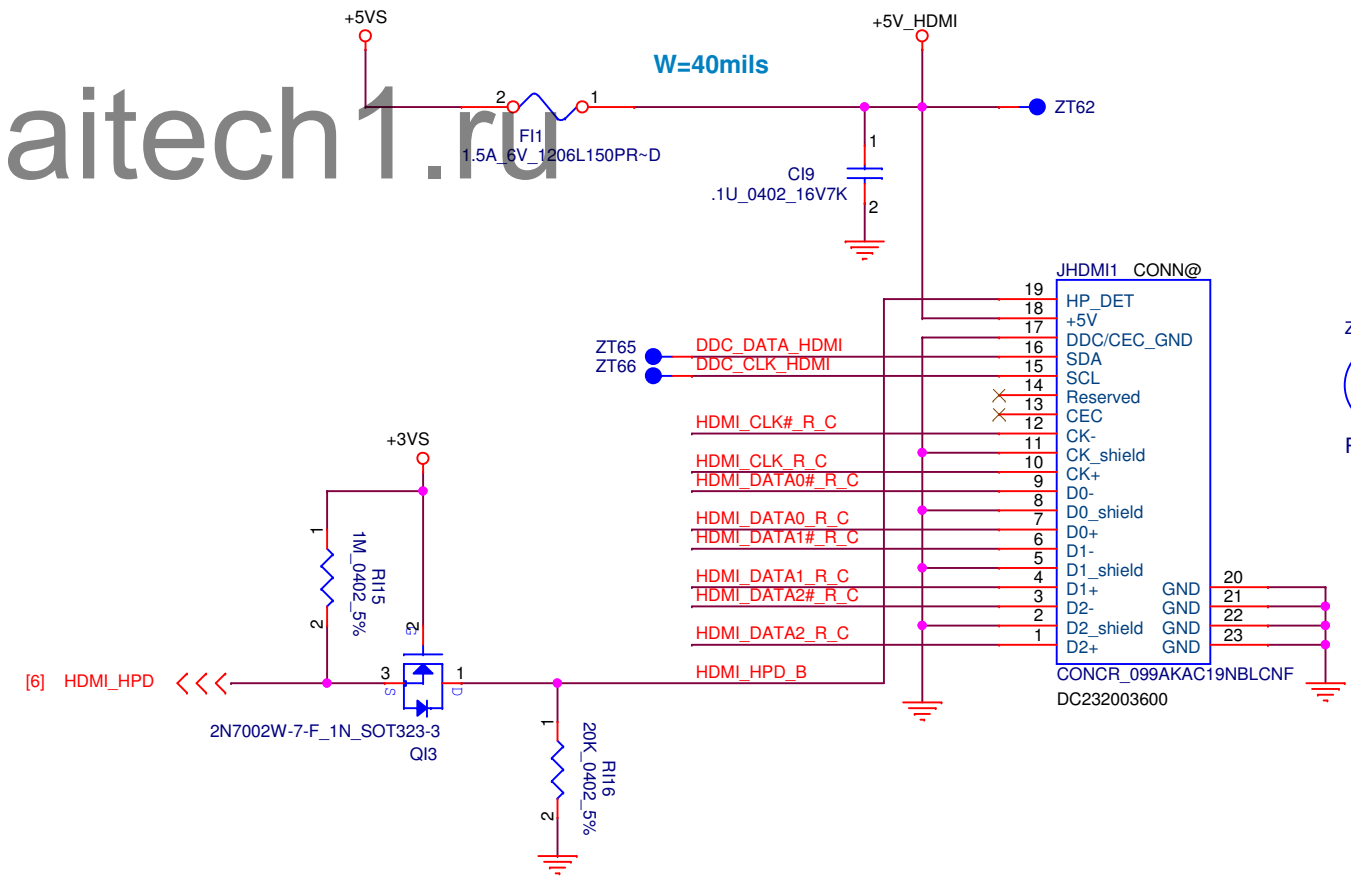 +5VS
+5V_HDMI
W=40mils
aitech1.ru
2
1
ZT62
FI1
1.5A_6V_1206L150PR~D
1
CI9
.1U_0402_16V7K
2
JHDMI1 CONN@
19 HP_DET
18 +5V
17 DDC/CEC_GND
ZT65 DDC_DATA_HDMI 16 SDA
ZT66 DDC_CLK_HDMI 15 SCL
14 Reserved
13 CEC
HDMI_CLK#_R_C 12 CK-
11 CK_shield
HDMI_CLK_R_C 10 CK+
HDMI_DATA0#_R_C 9 D0-
8 D0_shield
HDMI_DATA0_R_C 7 D0+
HDMI_DATA1#_R_C 6 D1-
5 D1_shield
HDMI_DATA1_R_C 4 D1+ GND 20
HDMI_DATA2#_R_C 3 D2- GND 21
2 D2_shield GND 22
HDMI_DATA2_R_C 1 D2+ GND 23
CONCR_099AKAC19NBLCNF
DC232003600
+3VS
1
RI15
1M_0402_5%
2
2
G
[6] HDMI_HPD
3
S
1
D
HDMI_HPD_B
2N7002W-7-F_1N_SOT323-3
QI3
1
RI16
20K_0402_5%
2